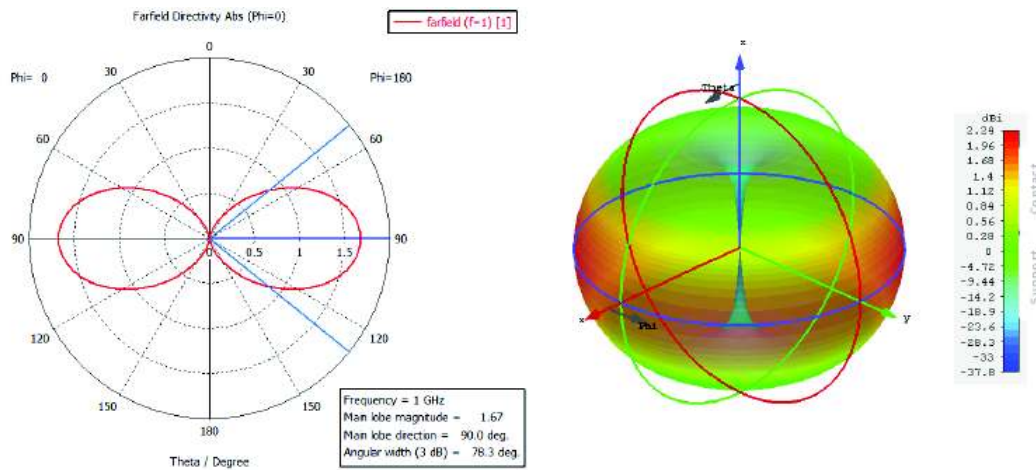 Farfield Directivity Abs (Phi=0)
farfield (f=1) [1]
0
Phi= 0
30
30
Phi=180
60
60
90
0
0.5
1
1.5
90
120
120
150
150
180
Theta / Degree
Frequency = 1 GHz
Main lobe magnitude = 1.67
Main lobe direction = 90.0 deg.
Angular width (3 dB) = 78.3 deg.
z
Theta
x
Phi
y
dBi
2.24
1.96
1.68
1.4
1.12
0.84
0.56
0.28
0
-4.72
-9.44
-14.2
-18.9
-23.6
-28.3
-33
-37.8